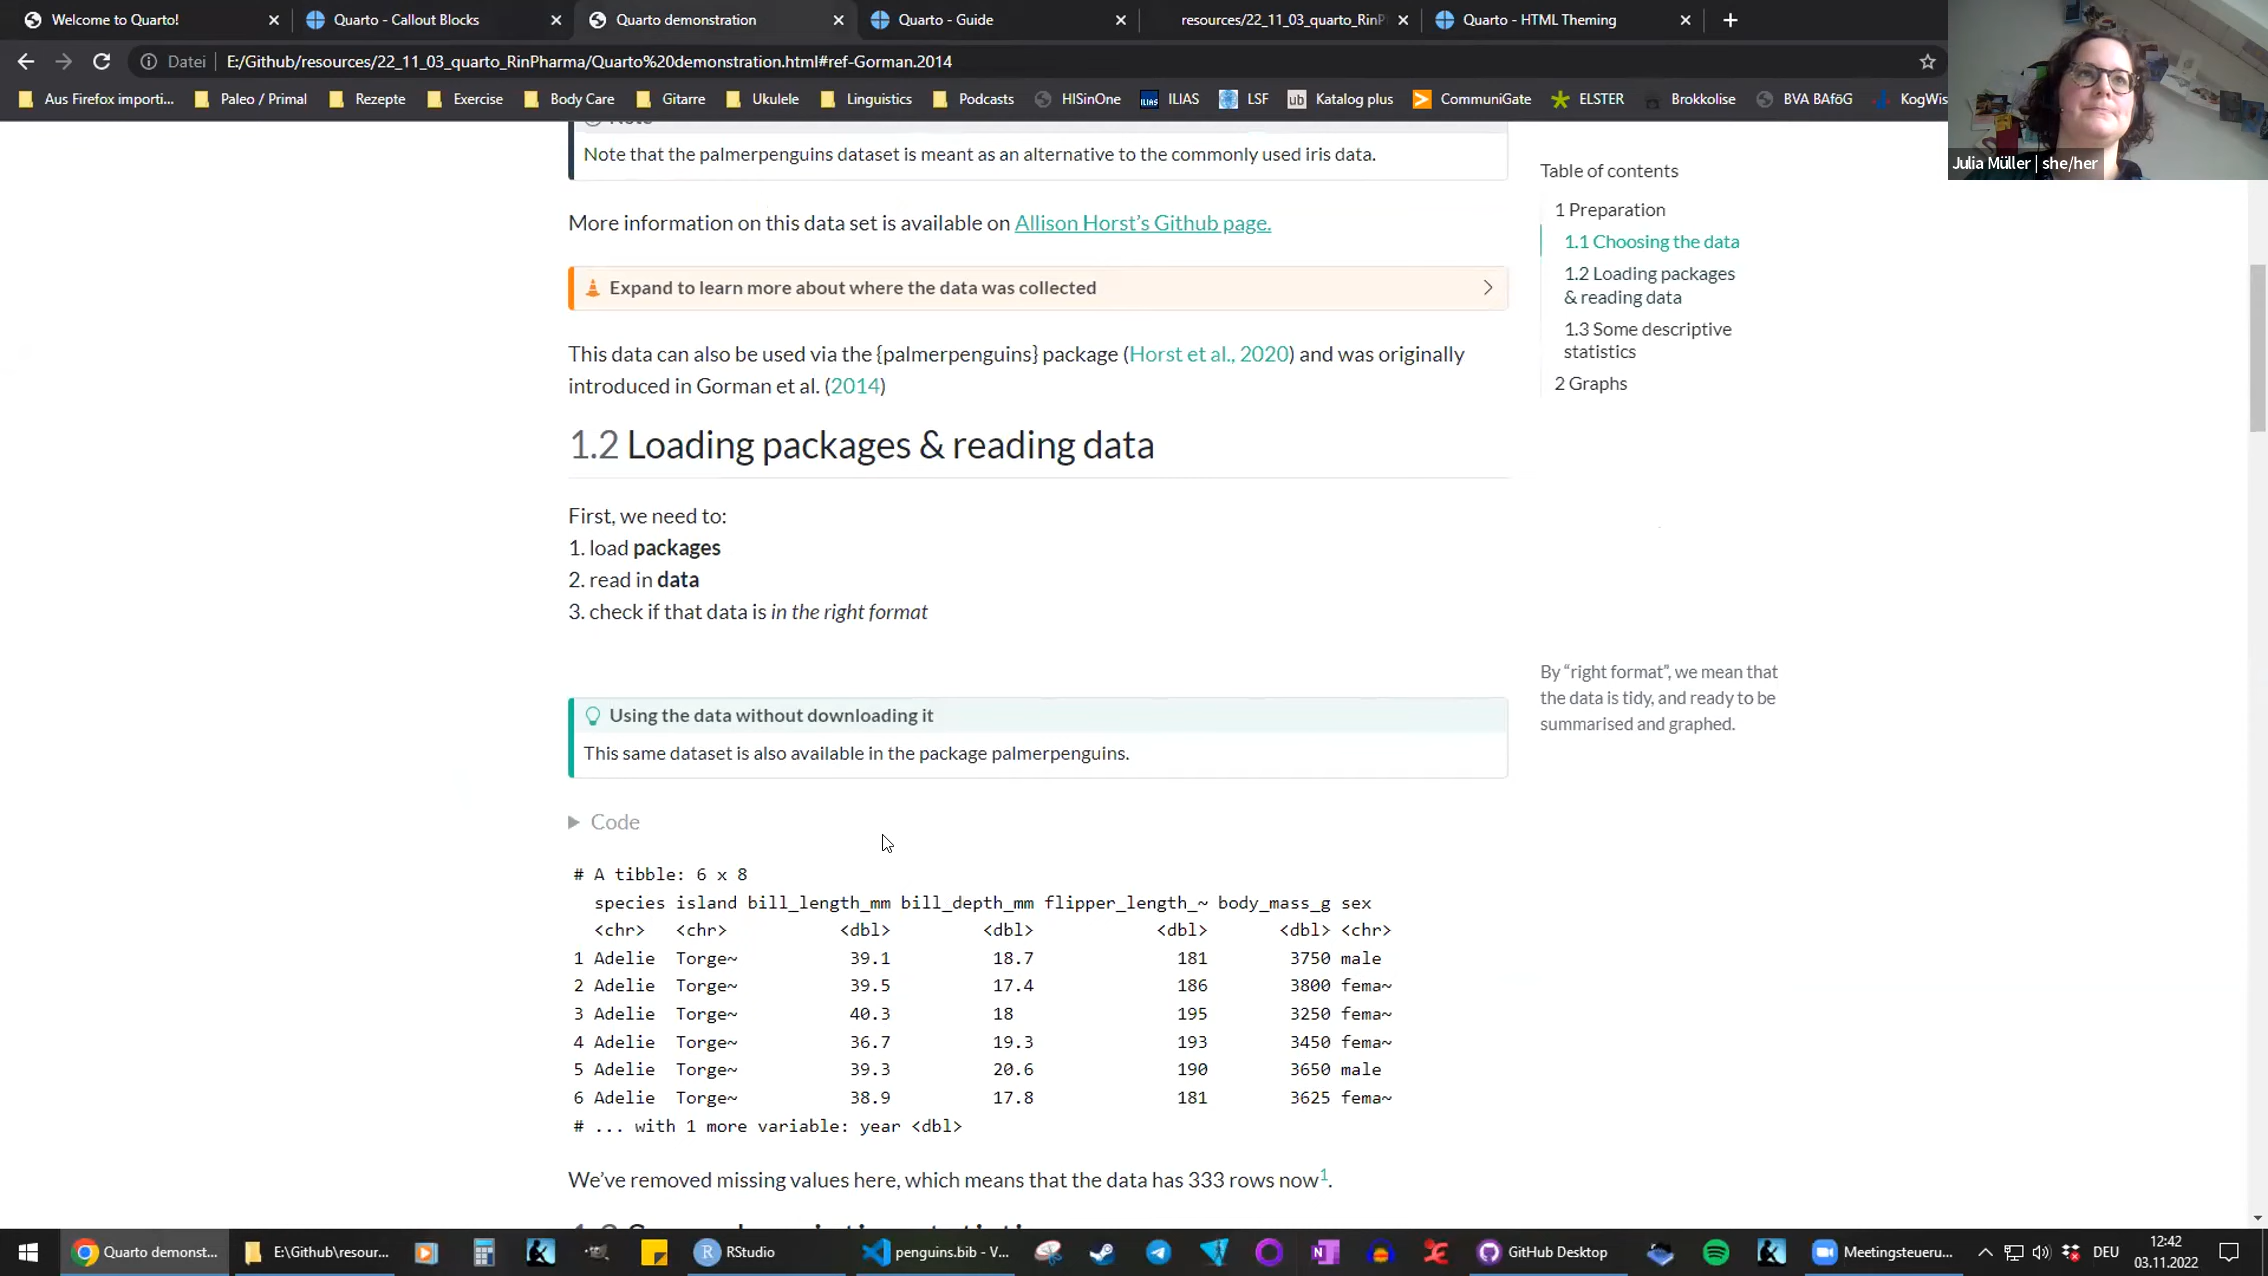 Welcome to Quarto!
Quarto - Callout Blocks
Quarto demonstration
Quarto - Guide
resources/22_11_03_quarto_RinP
Quarto - HTML Theming
Datei
E:/Github/resources/22_11_03_quarto_RinPharma/Quarto%20demonstration.html#ref-Gorman.2014
Aus Firefox importi...
Paleo / Primal
Rezepte
Exercise
Body Care
Gitarre
Ukulele
Linguistics
Podcasts
HISinOne
ILIAS
ILIAS
LSF
ub
Katalog plus
CommuniGate
ELSTER
Brokkolise
BVA BAföG
KogWis
Julia Müller | she/her
Note that the palmerpenguins dataset is meant as an alternative to the commonly used iris data.
More information on this data set is available on Allison Horst's Github page.
Expand to learn more about where the data was collected
This data can also be used via the {palmerpenguins} package (Horst et al., 2020) and was originally
introduced in Gorman et al. (2014)
1.2 Loading packages & reading data
First, we need to:
1. load packages
2. read in data
3. check if that data is in the right format
Using the data without downloading it
This same dataset is also available in the package palmerpenguins.
Code
# A tibble: 6 x 8
species island bill_length_mm bill_depth_mm flipper_length_~ body_mass_g sex
<chr> <chr> <dbl> <dbl> <dbl> <dbl> <chr>
1 Adelie Torge~ 39.1 18.7 181 3750 male
2 Adelie Torge~ 39.5 17.4 186 3800 fema~
3 Adelie Torge~ 40.3 18 195 3250 fema~
4 Adelie Torge~ 36.7 19.3 193 3450 fema~
5 Adelie Torge~ 39.3 20.6 190 3650 male
6 Adelie Torge~ 38.9 17.8 181 3625 fema~
# ... with 1 more variable: year <dbl>
We've removed missing values here, which means that the data has 333 rows now1.
Table of contents
1 Preparation
1.1 Choosing the data
1.2 Loading packages
& reading data
1.3 Some descriptive
statistics
2 Graphs
By "right format", we mean that
the data is tidy, and ready to be
summarised and graphed.
Quarto demonst...
E:\Github\resour...
R
RStudio
penguins.bib - V...
N
GitHub Desktop
Meetingsteueru...
DEU
12:42
03.11.2022